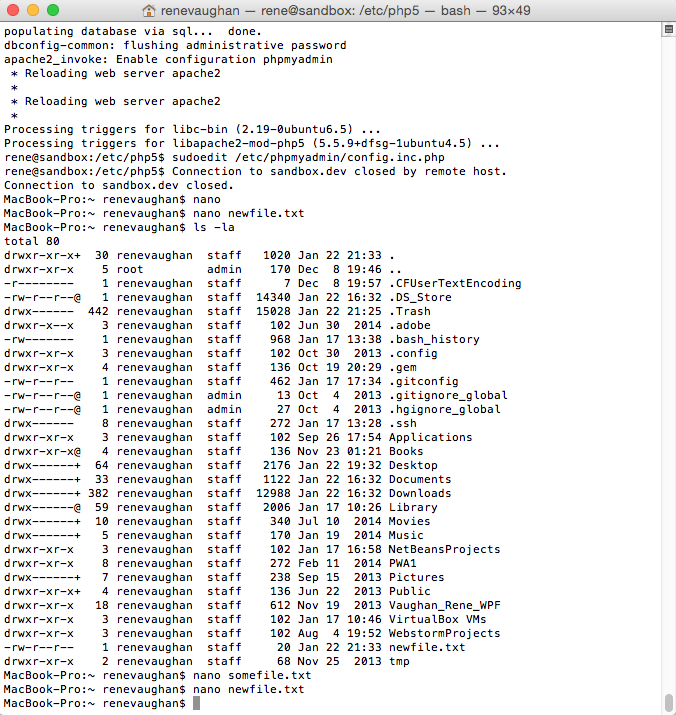 renevaughan — rene@sandbox: /etc/php5 — bash — 93×49
populating database via sql...  done.
dbconfig-common: flushing administrative password
apache2_invoke: Enable configuration phpmyadmin
 * Reloading web server apache2
 *
 * Reloading web server apache2
 *
Processing triggers for libc-bin (2.19-0ubuntu6.5) ...
Processing triggers for libapache2-mod-php5 (5.5.9+dfsg-1ubuntu4.5) ...
rene@sandbox:/etc/php5$ sudoedit /etc/phpmyadmin/config.inc.php
rene@sandbox:/etc/php5$ Connection to sandbox.dev closed by remote host.
Connection to sandbox.dev closed.
MacBook-Pro:~ renevaughan$ nano
MacBook-Pro:~ renevaughan$ nano newfile.txt
MacBook-Pro:~ renevaughan$ ls -la
total 80
drwxr-xr-x+  30 renevaughan  staff   1020 Jan 22 21:33 .
drwxr-xr-x    5 root         admin    170 Dec  8 19:46 ..
-r--------    1 renevaughan  staff      7 Dec  8 19:57 .CFUserTextEncoding
-rw-r--r--@   1 renevaughan  staff  14340 Jan 22 16:32 .DS_Store
drwx------  442 renevaughan  staff  15028 Jan 22 21:25 .Trash
drwxr-x--x    3 renevaughan  staff    102 Jun 30  2014 .adobe
-rw-------    1 renevaughan  staff    968 Jan 17 13:38 .bash_history
drwxr-xr-x    3 renevaughan  staff    102 Oct 30  2013 .config
drwxr-xr-x    4 renevaughan  staff    136 Oct 19 20:29 .gem
-rw-r--r--    1 renevaughan  staff    462 Jan 17 17:34 .gitconfig
-rw-r--r--@   1 renevaughan  admin     13 Oct  4  2013 .gitignore_global
-rw-r--r--@   1 renevaughan  admin     27 Oct  4  2013 .hgignore_global
drwx------    8 renevaughan  staff    272 Jan 17 13:28 .ssh
drwxr-xr-x    3 renevaughan  staff    102 Sep 26 17:54 Applications
drwxr-xr-x@   4 renevaughan  staff    136 Nov 23 01:21 Books
drwx------+  64 renevaughan  staff   2176 Jan 22 19:32 Desktop
drwx------+  33 renevaughan  staff   1122 Jan 22 16:32 Documents
drwx------+ 382 renevaughan  staff  12988 Jan 22 16:32 Downloads
drwx------@  59 renevaughan  staff   2006 Jan 17 10:26 Library
drwx------+  10 renevaughan  staff    340 Jul 10  2014 Movies
drwx------+   5 renevaughan  staff    170 Jan 19  2014 Music
drwxr-xr-x    3 renevaughan  staff    102 Jan 17 16:58 NetBeansProjects
drwxr-xr-x    8 renevaughan  staff    272 Feb 11  2014 PWA1
drwx------+   7 renevaughan  staff    238 Sep 15  2013 Pictures
drwxr-xr-x+   4 renevaughan  staff    136 Jun 22  2013 Public
drwxr-xr-x   18 renevaughan  staff    612 Nov 19  2013 Vaughan_Rene_WPF
drwxr-xr-x    3 renevaughan  staff    102 Jan 17 10:46 VirtualBox VMs
drwxr-xr-x    3 renevaughan  staff    102 Aug  4 19:52 WebstormProjects
-rw-r--r--    1 renevaughan  staff     20 Jan 22 21:33 newfile.txt
drwxr-xr-x    2 renevaughan  staff     68 Nov 25  2013 tmp
MacBook-Pro:~ renevaughan$ nano somefile.txt
MacBook-Pro:~ renevaughan$ nano newfile.txt
MacBook-Pro:~ renevaughan$